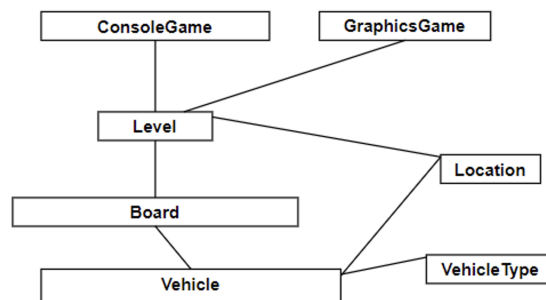 ConsoleGame
GraphicsGame
Level
Location
Board
VehicleType
Vehicle